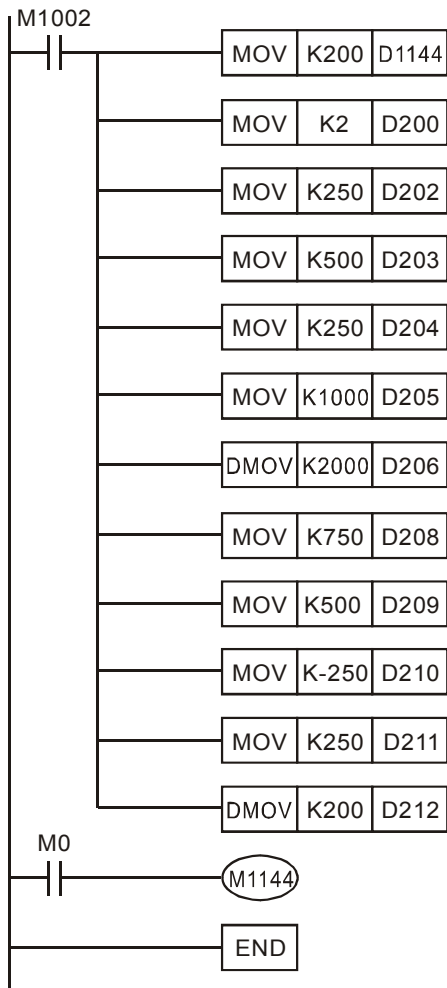 M1002
MOV K200 D1144
MOV K2 D200
MOV K250 D202
MOV K500 D203
MOV K250 D204
MOV K1000 D205
DMOV K2000 D206
MOV K750 D208
MOV K500 D209
MOV K-250 D210
MOV K250 D211
DMOV K200 D212
M0
M1144
END